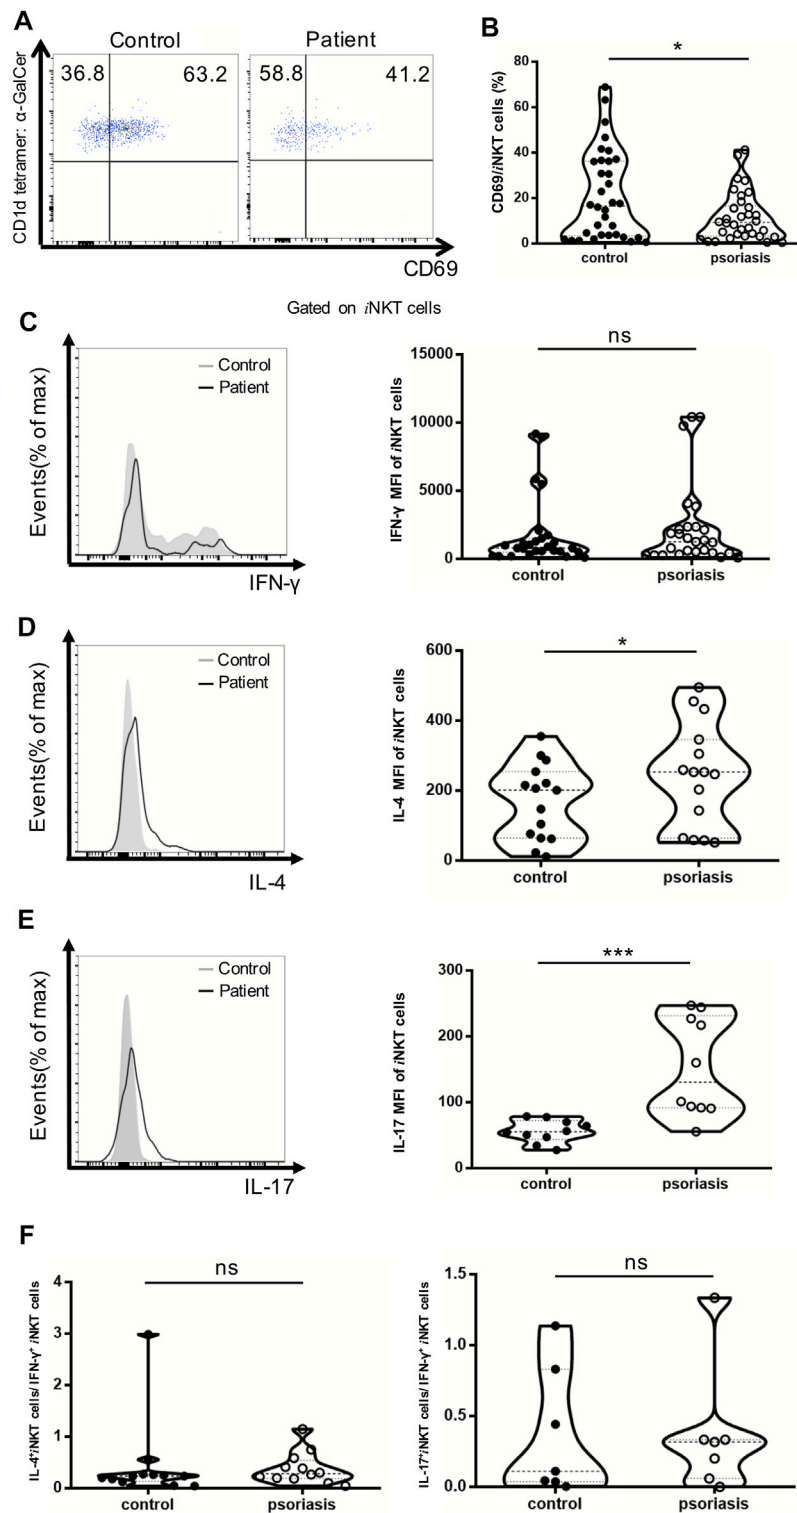 A
Control
Patient
36.8
63.2
58.8
41.2
CD1d tetramer: α-GalCer
CD69
B
*
CD69/iNKT cells (%)
80
60
40
20
0
control
psoriasis
Gated on iNKT cells
C
Control
Patient
Events(% of max)
IFN-γ
ns
IFN-γ MFI of iNKT cells
15000
10000
5000
0
control
psoriasis
D
Control
Patient
Events(% of max)
IL-4
*
IL-4 MFI of iNKT cells
600
400
200
0
control
psoriasis
E
Control
Patient
Events(% of max)
IL-17
***
IL-17 MFI of iNKT cells
300
200
100
0
control
psoriasis
F
ns
IL-4⁺iNKT cells/ IFN-γ⁺ iNKT cells
4
3
2
1
0
control
psoriasis
ns
IL-17⁺iNKT cells/ IFN-γ⁺ iNKT cells
1.5
1.0
0.5
0.0
control
psoriasis